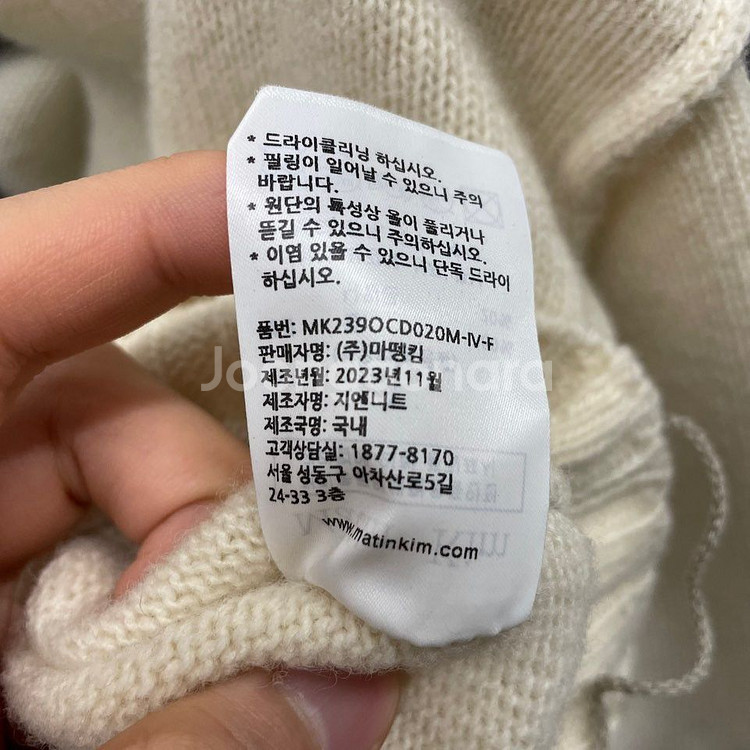 * 드라이클리닝 하십시오.
* 필링이 일어날 수 있으니 주의
바랍니다.
* 원단의 특성상 올이 풀리거나
뜯길 수 있으니 주의하십시오.
* 이염 있을 수 있으니 단독 드라이
하십시오.
품번: MK239OCD020M-IV-F
판매자명: (주)마뗑킴
제조년월: 2023년11월
제조자명: 지엔니트
제조국명: 국내
고객상담실: 1877-8170
서울 성동구 아차산로5길
24-33 3층
www.matinkim.com